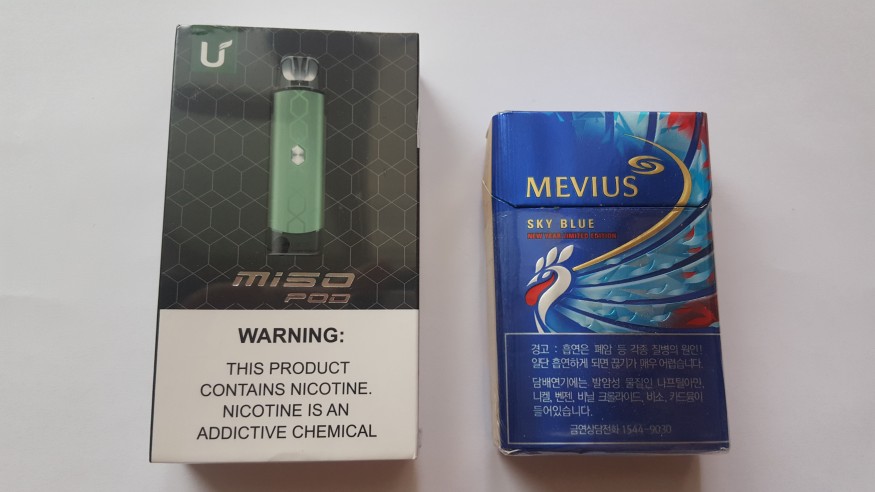 U
MISO
POD
WARNING:
THIS PRODUCT
CONTAINS NICOTINE.
NICOTINE IS AN
ADDICTIVE CHEMICAL
MEVIUS
SKY BLUE
NEW YEAR LIMITED EDITION
경고 : 흡연은 폐암 등 각종 질병의 원인!
일단 흡연하게 되면 끊기가 매우 어렵습니다.
담배연기에는 발암성 물질인 나프틸아민,
니켈, 벤젠, 비닐 크롤라이드, 비소, 카드뮴이
들어있습니다.
금연상담전화 1544-9030